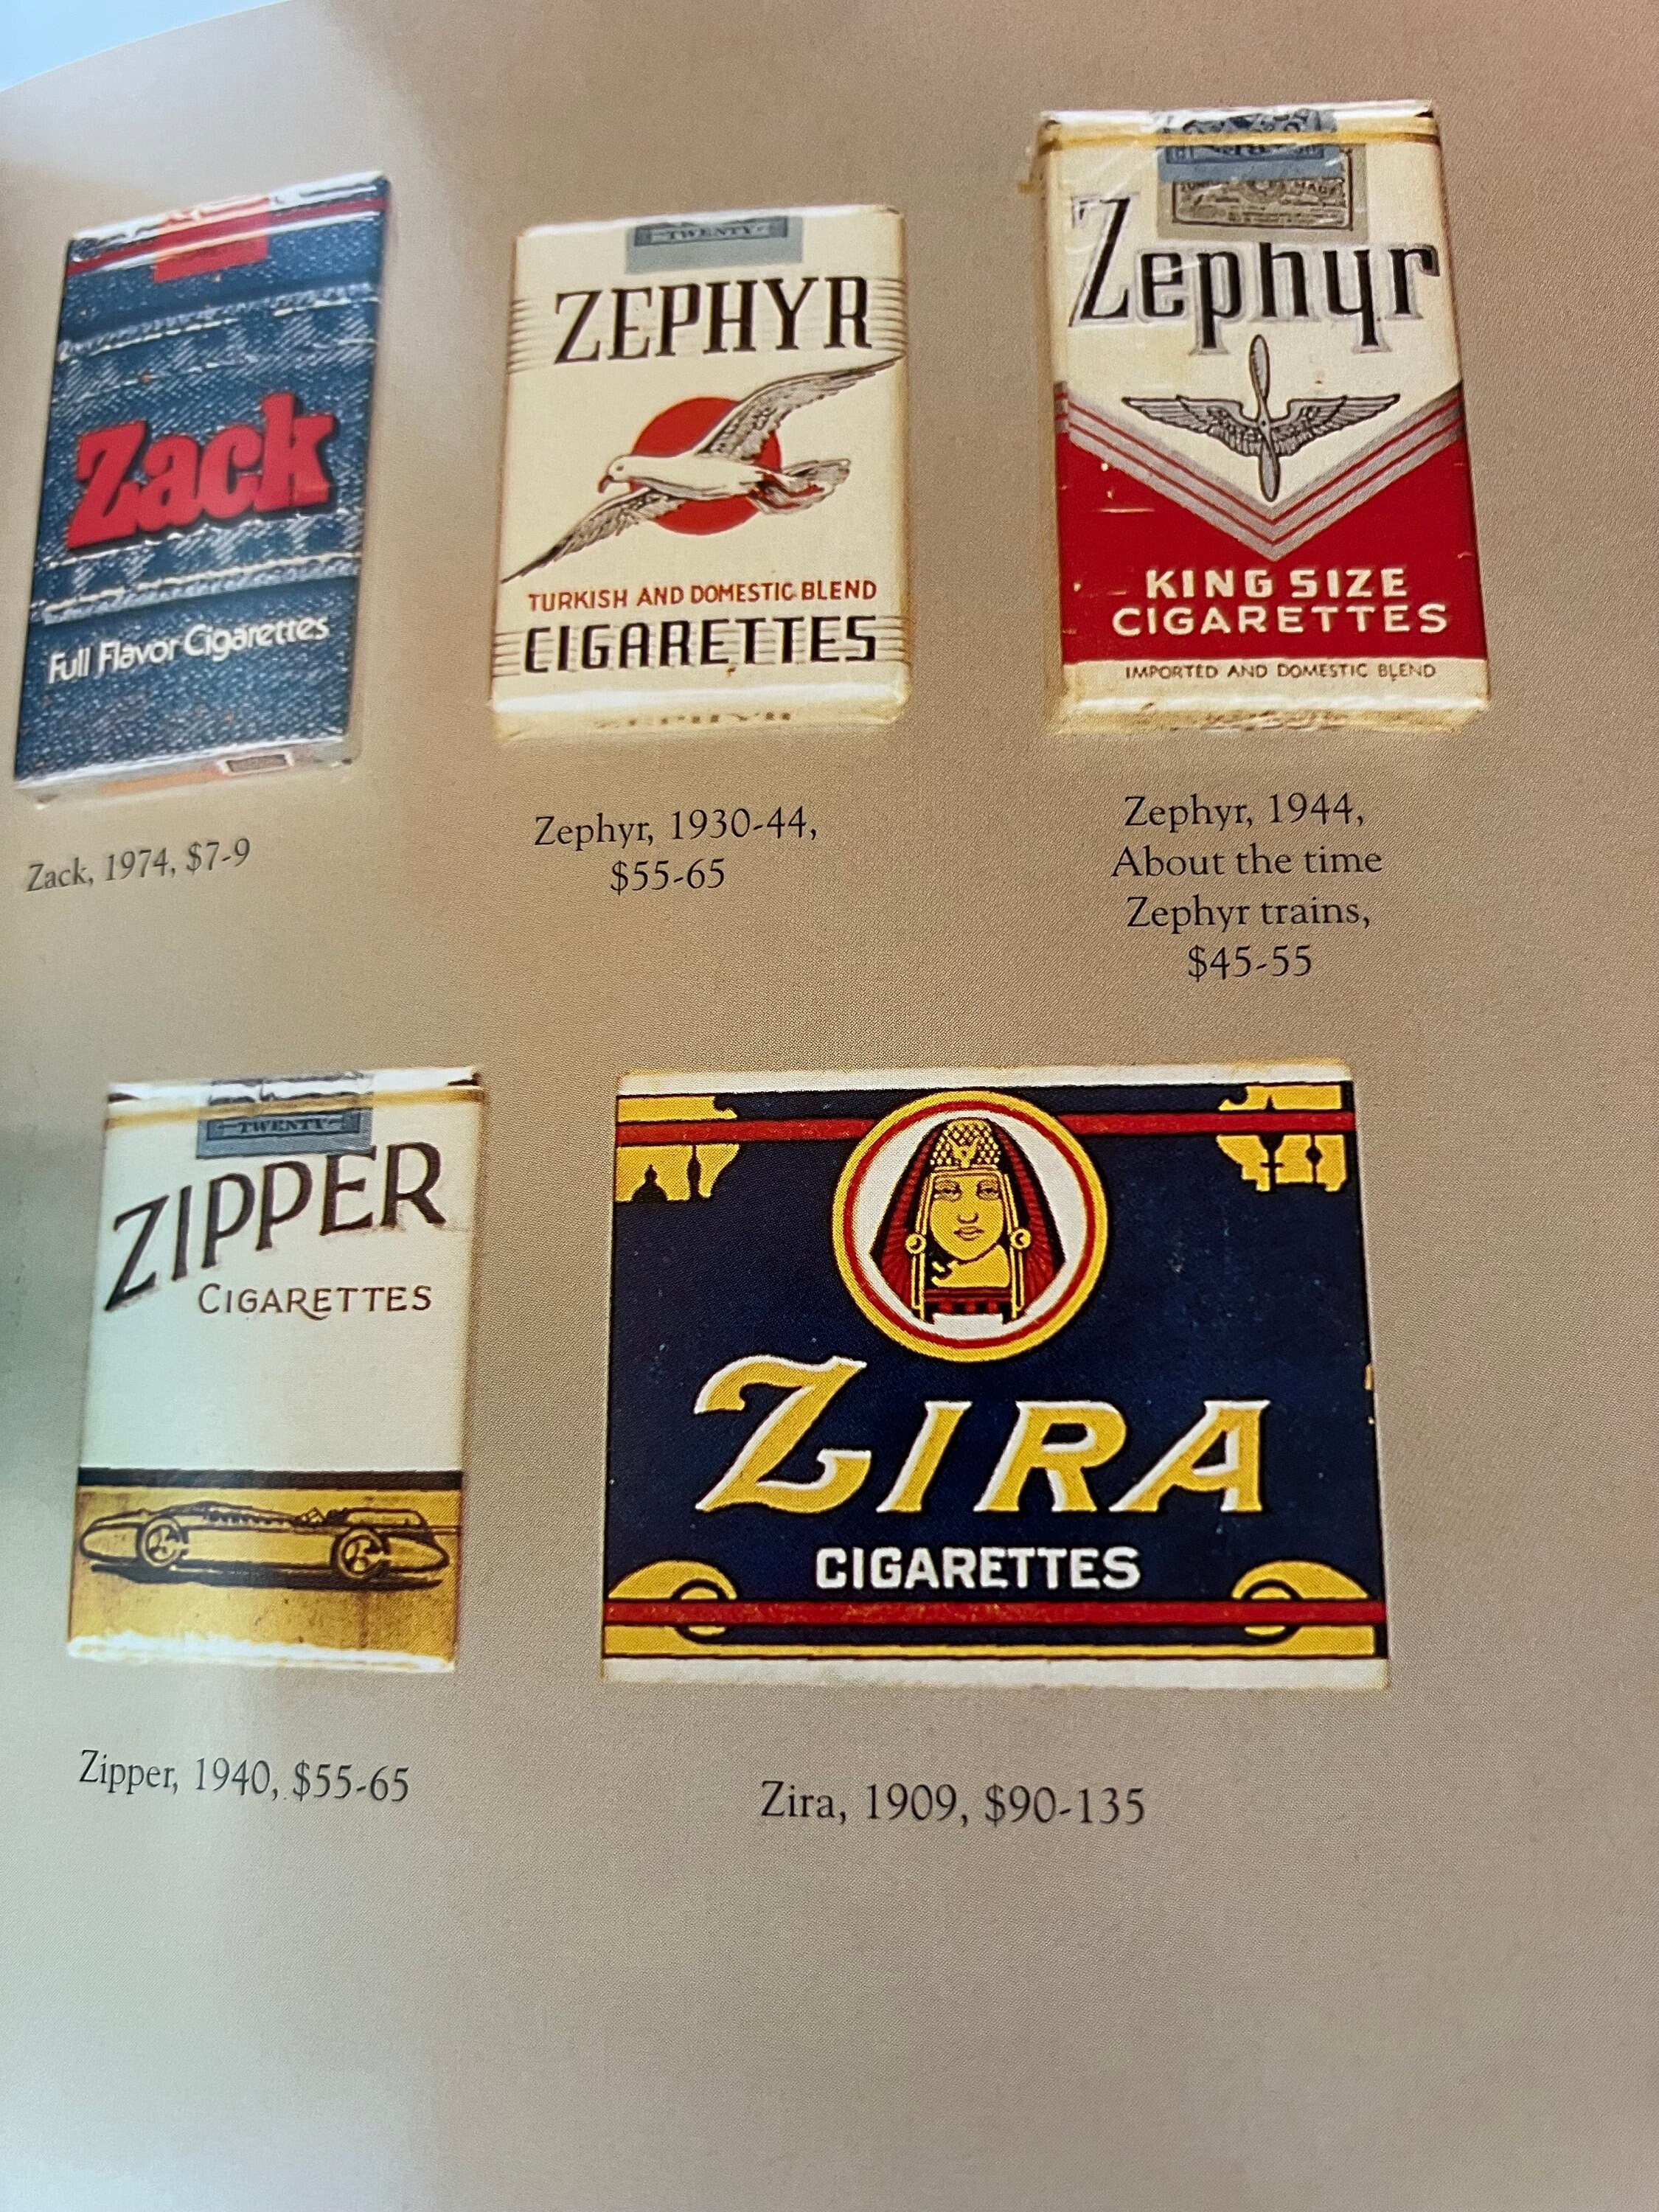 Zack
Full Flavor Cigarettes
Zack, 1974, $7-9
TWENTY
ZEPHYR
TURKISH AND DOMESTIC BLEND
CIGARETTES
Zephyr, 1930-44,
$55-65
Zephyr
KING SIZE
CIGARETTES
IMPORTED AND DOMESTIC BLEND
Zephyr, 1944,
About the time
Zephyr trains,
$45-55
TWENTY
ZIPPER
CIGARETTES
Zipper, 1940, $55-65
ZIRA
CIGARETTES
Zira, 1909, $90-135